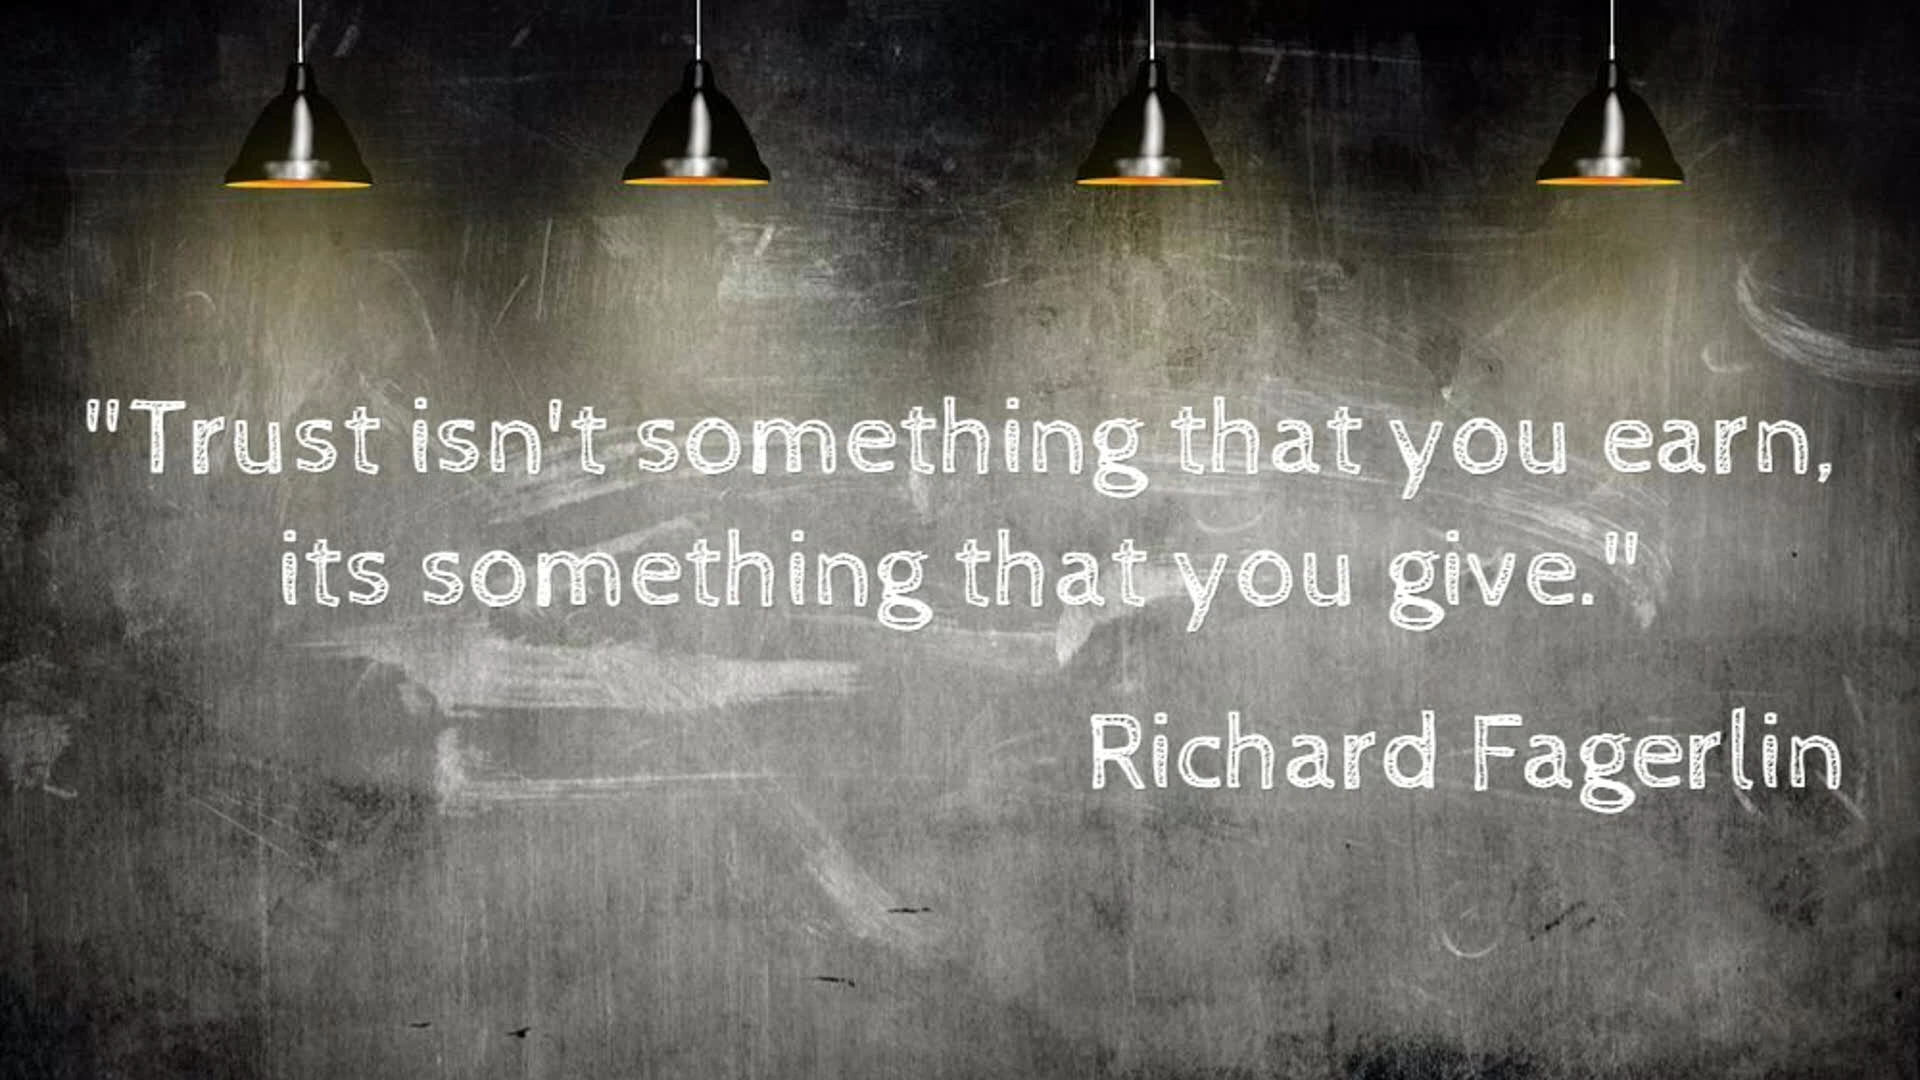 "Trust isn't something that you earn,
its something that you give."
Richard Fagerlin